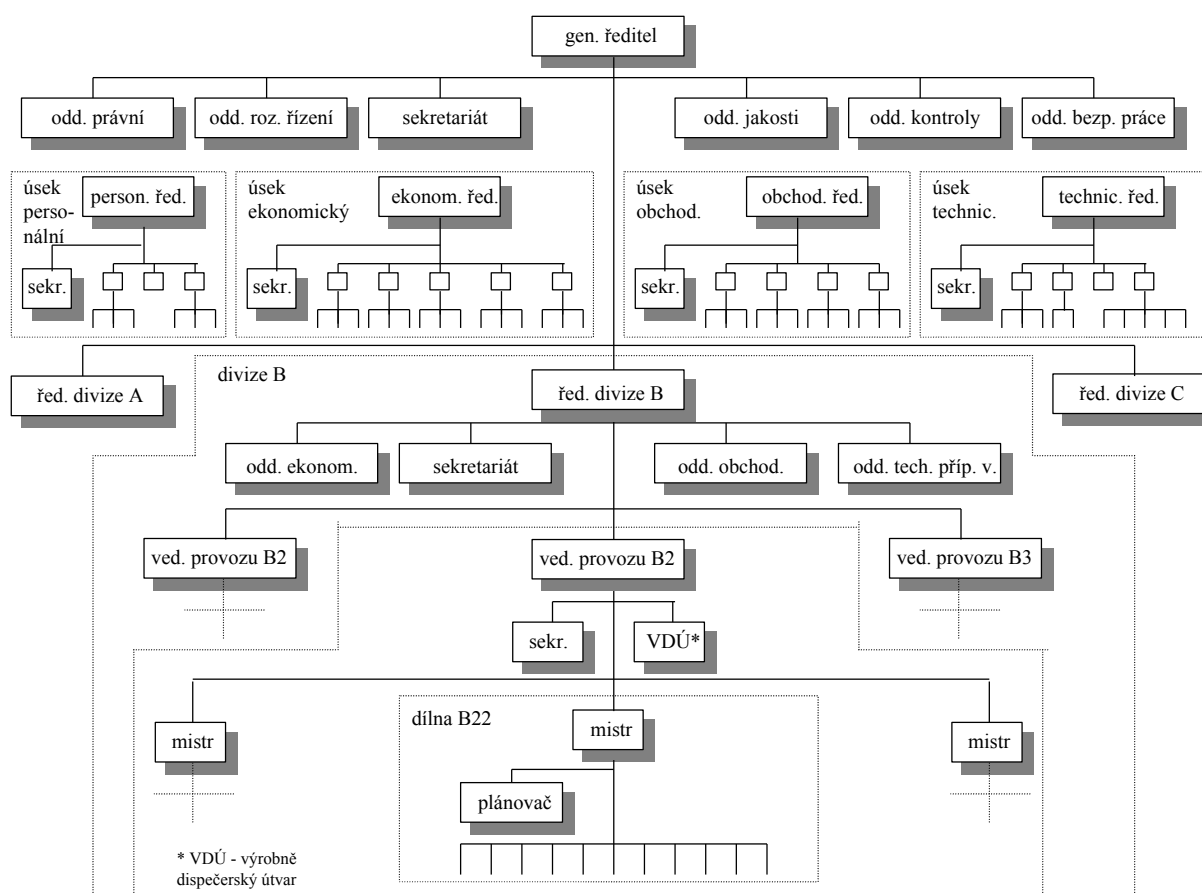 gen. ředitel
odd. právní
odd. roz. řízení
sekretariát
odd. jakosti
odd. kontroly
odd. bezp. práce
úsek
perso-
nální
person. řed.
sekr.
úsek
ekonomický
ekonom. řed.
sekr.
úsek
obchod.
obchod. řed.
sekr.
úsek
technic.
technic. řed.
sekr.
řed. divize A
divize B
řed. divize B
řed. divize C
odd. ekonom.
sekretariát
odd. obchod.
odd. tech. příp. v.
ved. provozu B2
ved. provozu B2
ved. provozu B3
sekr.
VDÚ*
mistr
dílna B22
mistr
mistr
plánovač
* VDÚ - výrobně
dispečerský útvar